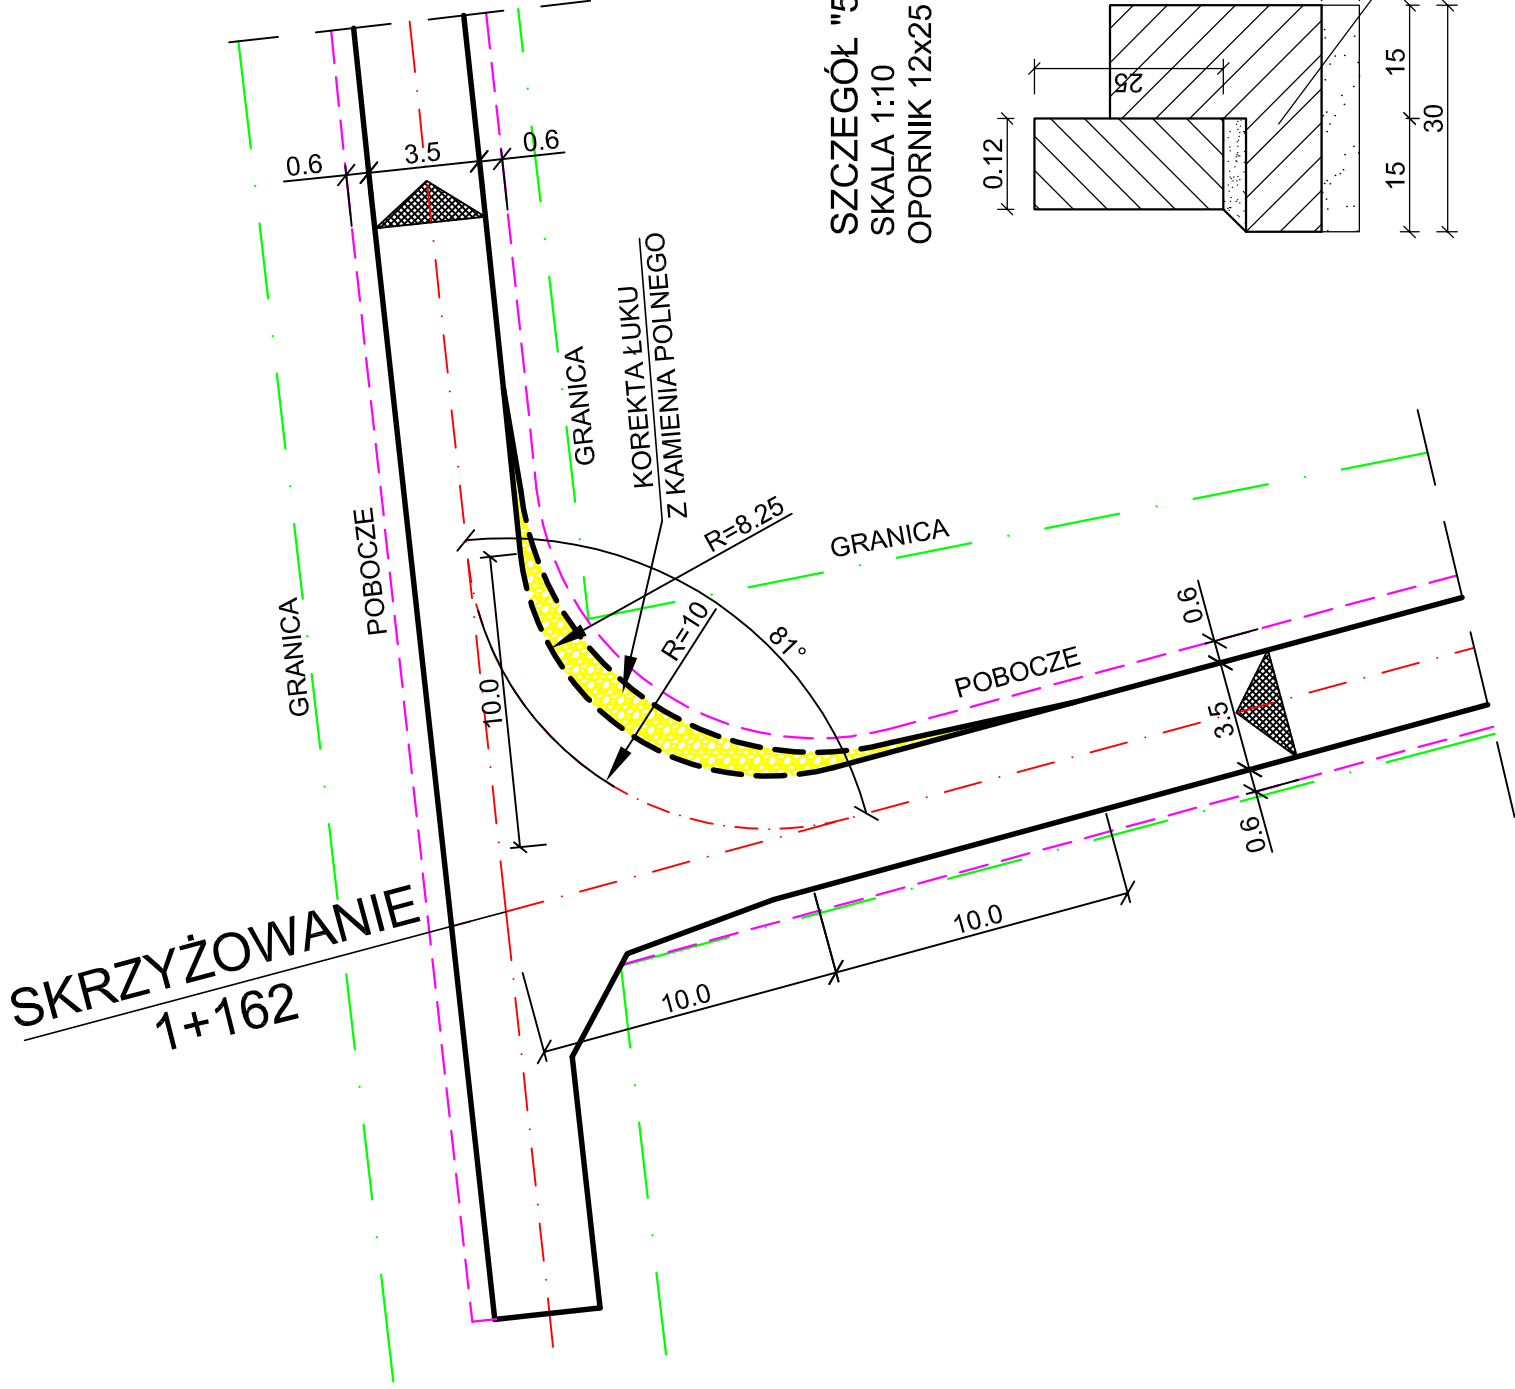 SZCZEGÓŁ "5
SKALA 1:10
OPORNIK 12x25
25
0.12
15
15
30
0.6
3.5
0.6
GRANICA
KOREKTA ŁUKU
Z KAMIENIA POLNEGO
R=8.25
GRANICA
POBOCZE
GRANICA
R=10
81°
10.0
POBOCZE
0.6
3.5
0.6
10.0
10.0
SKRZYŻOWANIE
1+162